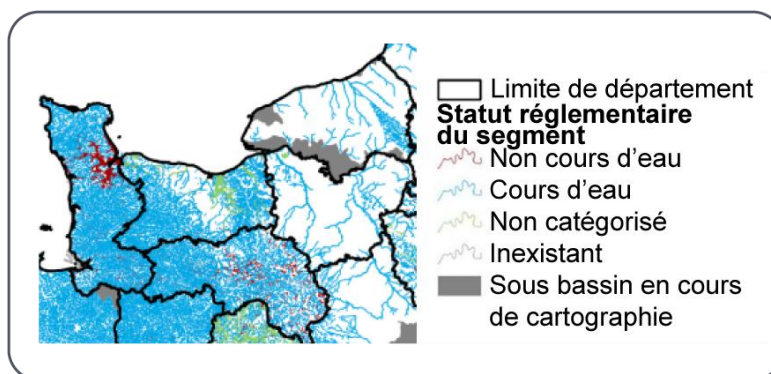 Limite de département
Statut réglementaire
du segment
Non cours d'eau
Cours d'eau
Non catégorisé
Inexistant
Sous bassin en cours
de cartographie